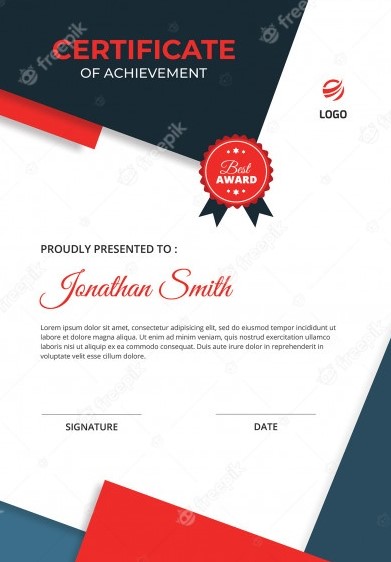 CERTIFICATE
OF ACHIEVEMENT
LOGO
Best
AWARD
PROUDLY PRESENTED TO :
Jonathan Smith
Lorem ipsum dolor sit amet, consectetur adipisicing elit, sed do eiusmod tempor incididunt ut labore et dolore magna aliqua. Ut enim ad minim veniam, quis nostrud exercitation ullamco laboris nisi ut aliquip ex ea commodo consequat. Duis aute irure dolor in reprehenderit in voluptate velit esse cillum dolore.
SIGNATURE
DATE
freepik